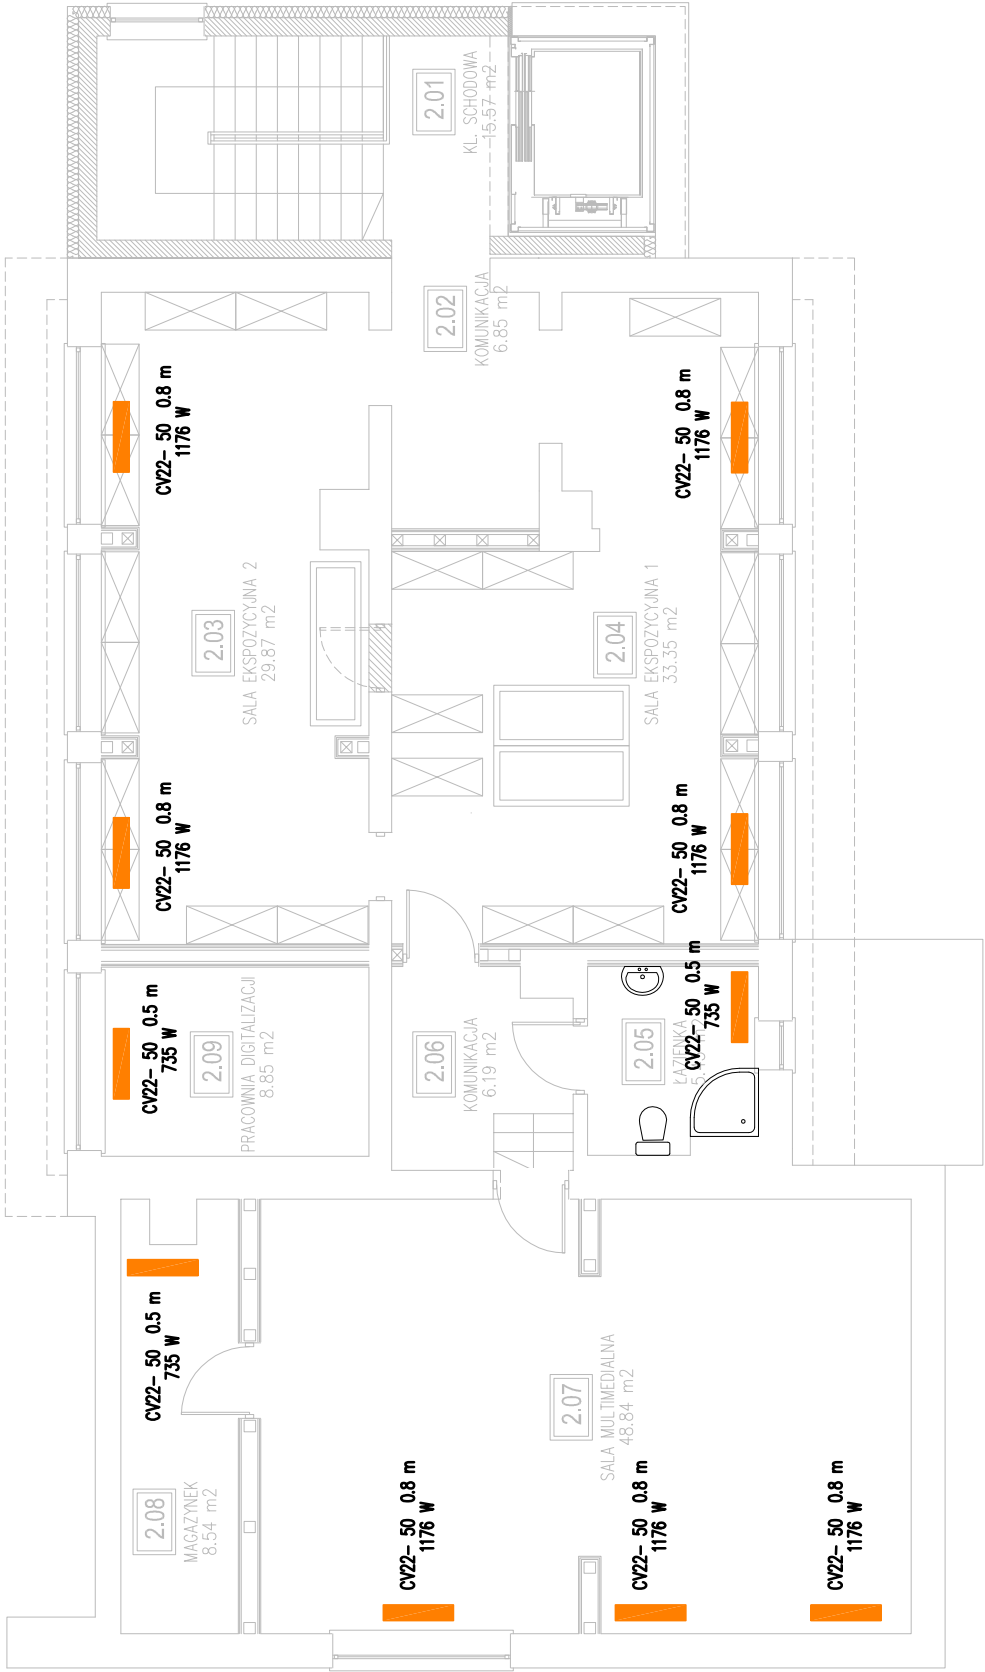 2.01
KL. SCHODOWA
15.57 m2
2.02
KOMUNIKACJA
6.85 m2
CV22- 50 0.8 m
1176 W
CV22- 50 0.8 m
1176 W
2.03
SALA EKSPOZYCYJNA 2
29.87 m2
2.04
SALA EKSPOZYCYJNA 1
33.35 m2
CV22- 50 0.8 m
1176 W
CV22- 50 0.8 m
1176 W
CV22- 50 0.5 m
735 W
2.09
PRACOWNIA DIGITALIZACJI
8.85 m2
2.06
KOMUNIKACJA
6.19 m2
2.05
ŁAZIENKA
CV22- 50 0.5 m
735 W
CV22- 50 0.5 m
735 W
2.07
SALA MULTIMEDIALNA
48.84 m2
2.08
MAGAZYNEK
8.54 m2
CV22- 50 0.8 m
1176 W
CV22- 50 0.8 m
1176 W
CV22- 50 0.8 m
1176 W